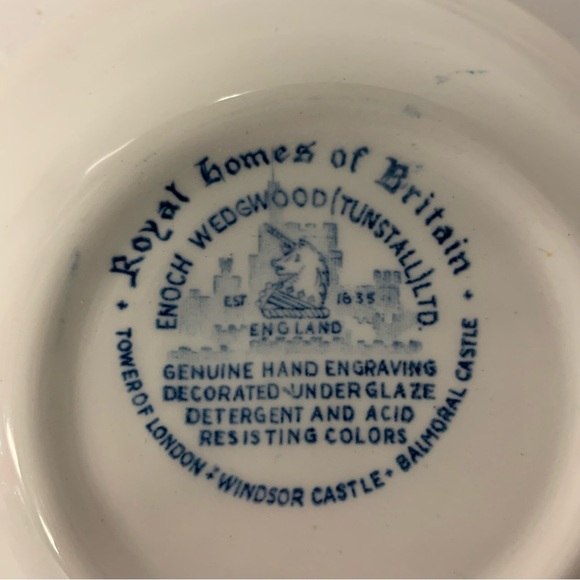 Royal Homes of Britain
ENOCH WEDGWOOD (TUNSTALL) LTD.
EST 1835
ENGLAND
GENUINE HAND ENGRAVING
DECORATED-UNDERGLAZE
DETERGENT AND ACID
RESISTING COLORS
TOWER OF LONDON + WINDSOR CASTLE + BALMORAL CASTLE